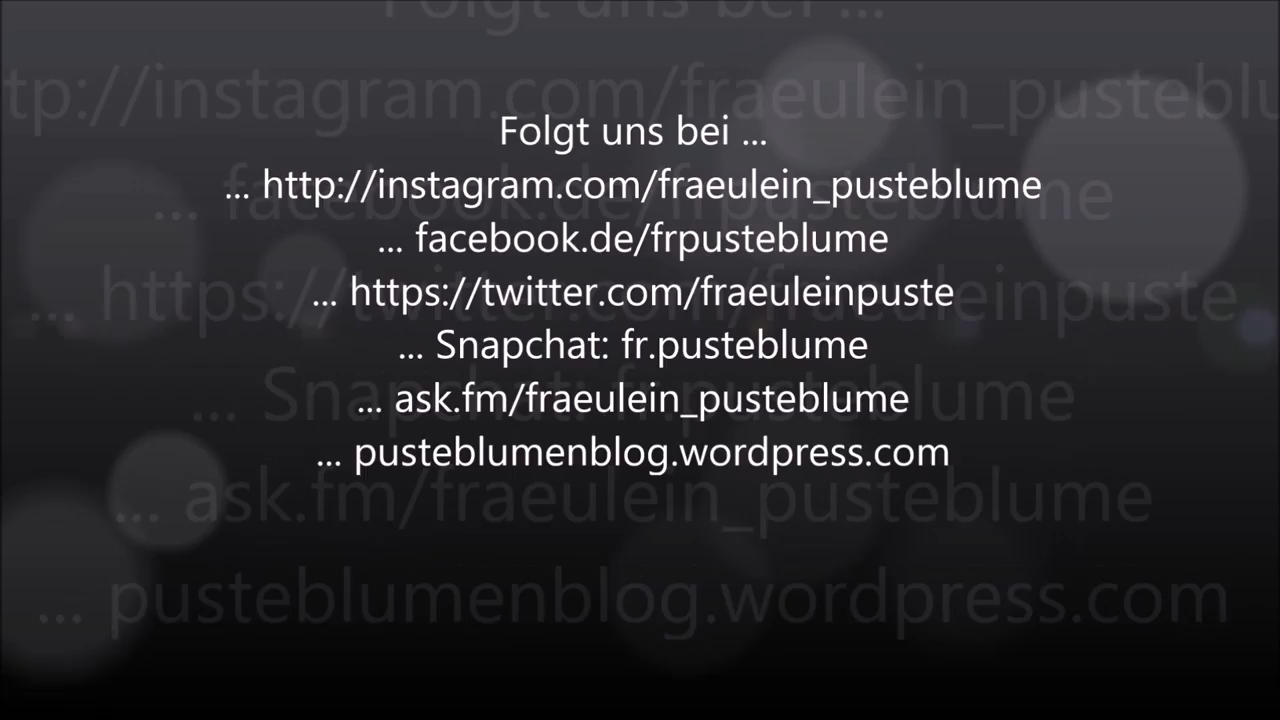 Folgt uns bei ...
... http://instagram.com/fraeulein_pusteblume
... facebook.de/frpusteblume
... https://twitter.com/fraeuleinpuste
... Snapchat: fr.pusteblume
... ask.fm/fraeulein_pusteblume
... pusteblumenblog.wordpress.com